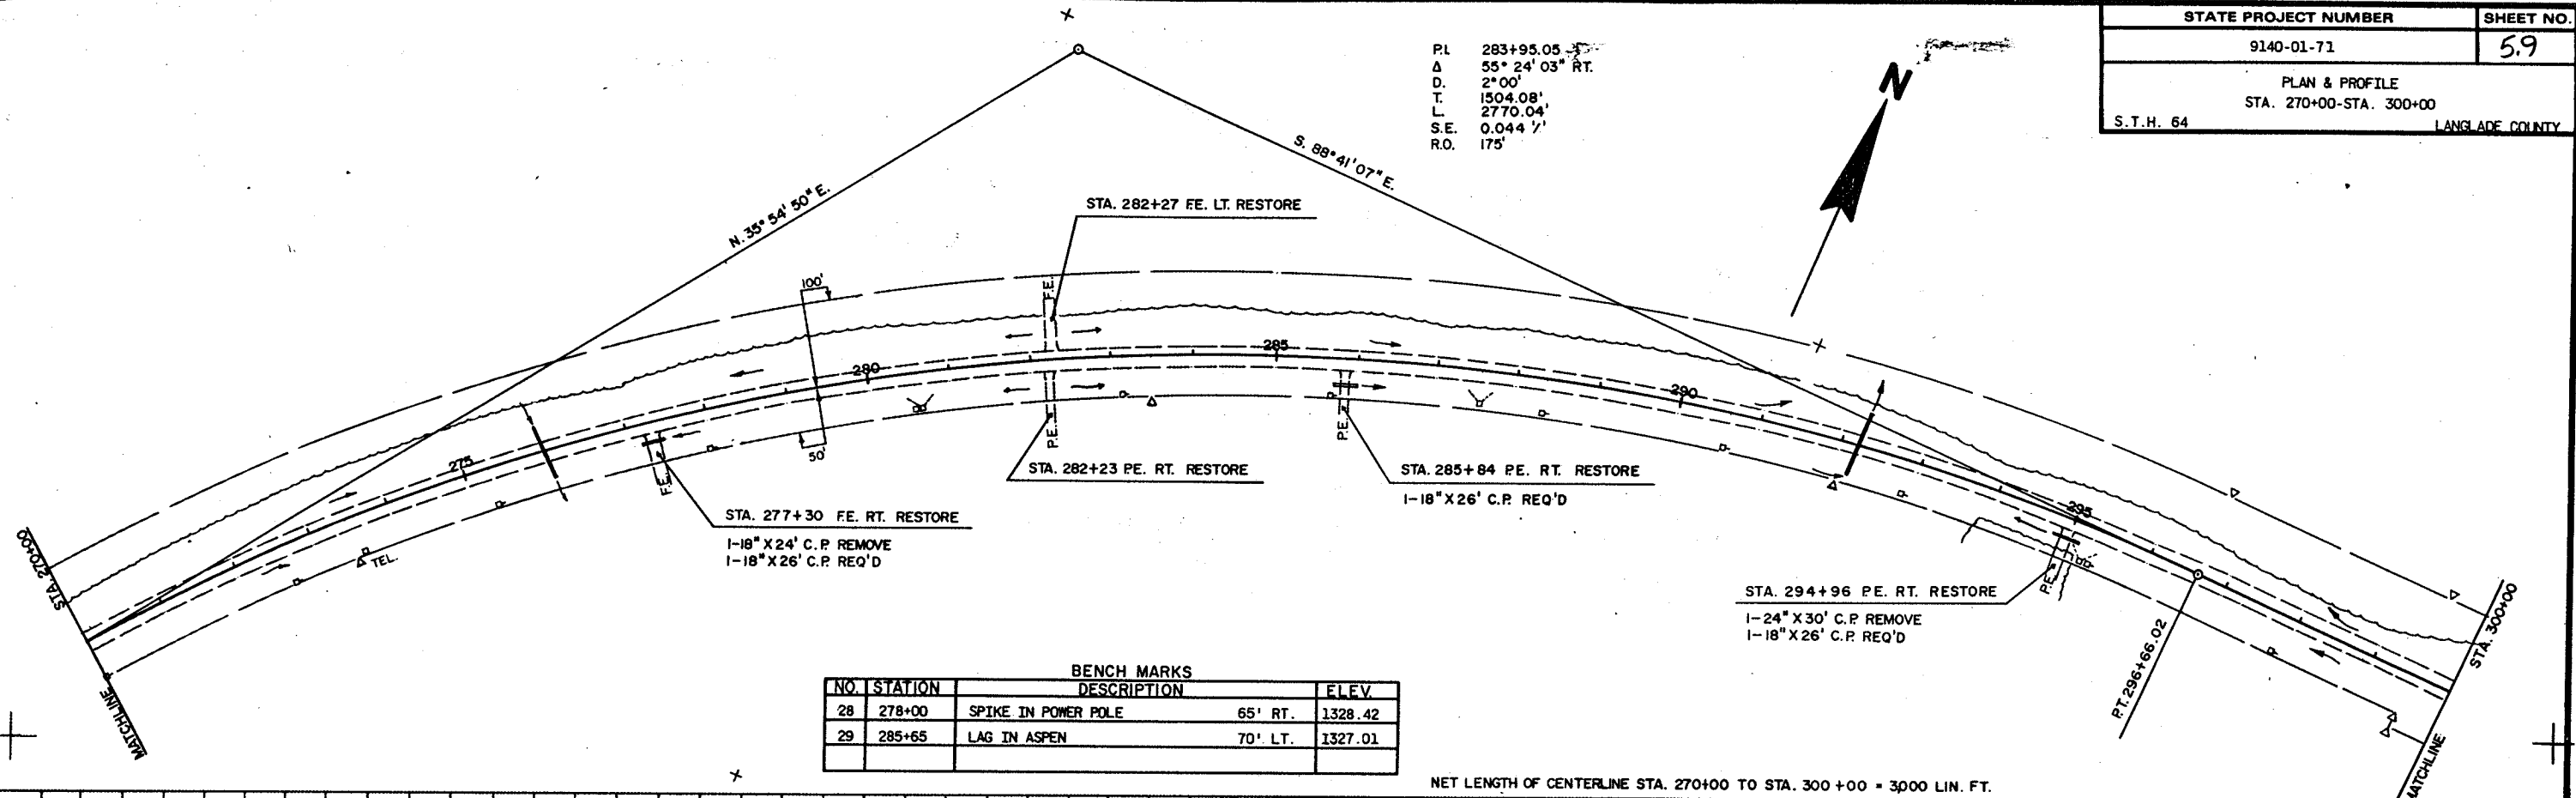 STATE PROJECT NUMBER SHEET NO.
9140-01-71 5.9
PLAN & PROFILE
STA. 270+00-STA. 300+00
S.T.H. 64 LANGLADE COUNTY
P.I. 283+95.05
Δ 55° 24' 03" RT.
D. 2°00'
T. 1504.08'
L. 2770.04'
S.E. 0.044 '/'
R.O. 175'
N
N. 35° 54' 50" E.
S. 88° 41' 07" E.
STA. 282+27 F.E. LT. RESTORE
100'
F.E.
285
280
290
275
50'
P.E.
P.E.
F.E.
295
STA. 282+23 P.E. RT. RESTORE
STA. 285+84 P.E. RT. RESTORE
1-18" X 26' C.P. REQ'D
STA. 277+30 F.E. RT. RESTORE
1-18" X 24' C.P. REMOVE
1-18" X 26' C.P. REQ'D
TEL.
STA. 270+00
MATCHLINE
P.E.
STA. 294+96 P.E. RT. RESTORE
1-24" X 30' C.P. REMOVE
1-18" X 26' C.P. REQ'D
P.T. 296+66.02
STA. 300+00
MATCHLINE
BENCH MARKS
NO. STATION DESCRIPTION ELEV.
28 278+00 SPIKE IN POWER POLE 65' RT. 1328.42
29 285+65 LAG IN ASPEN 70' LT. 1327.01
NET LENGTH OF CENTERLINE STA. 270+00 TO STA. 300+00 = 3,000 LIN. FT.